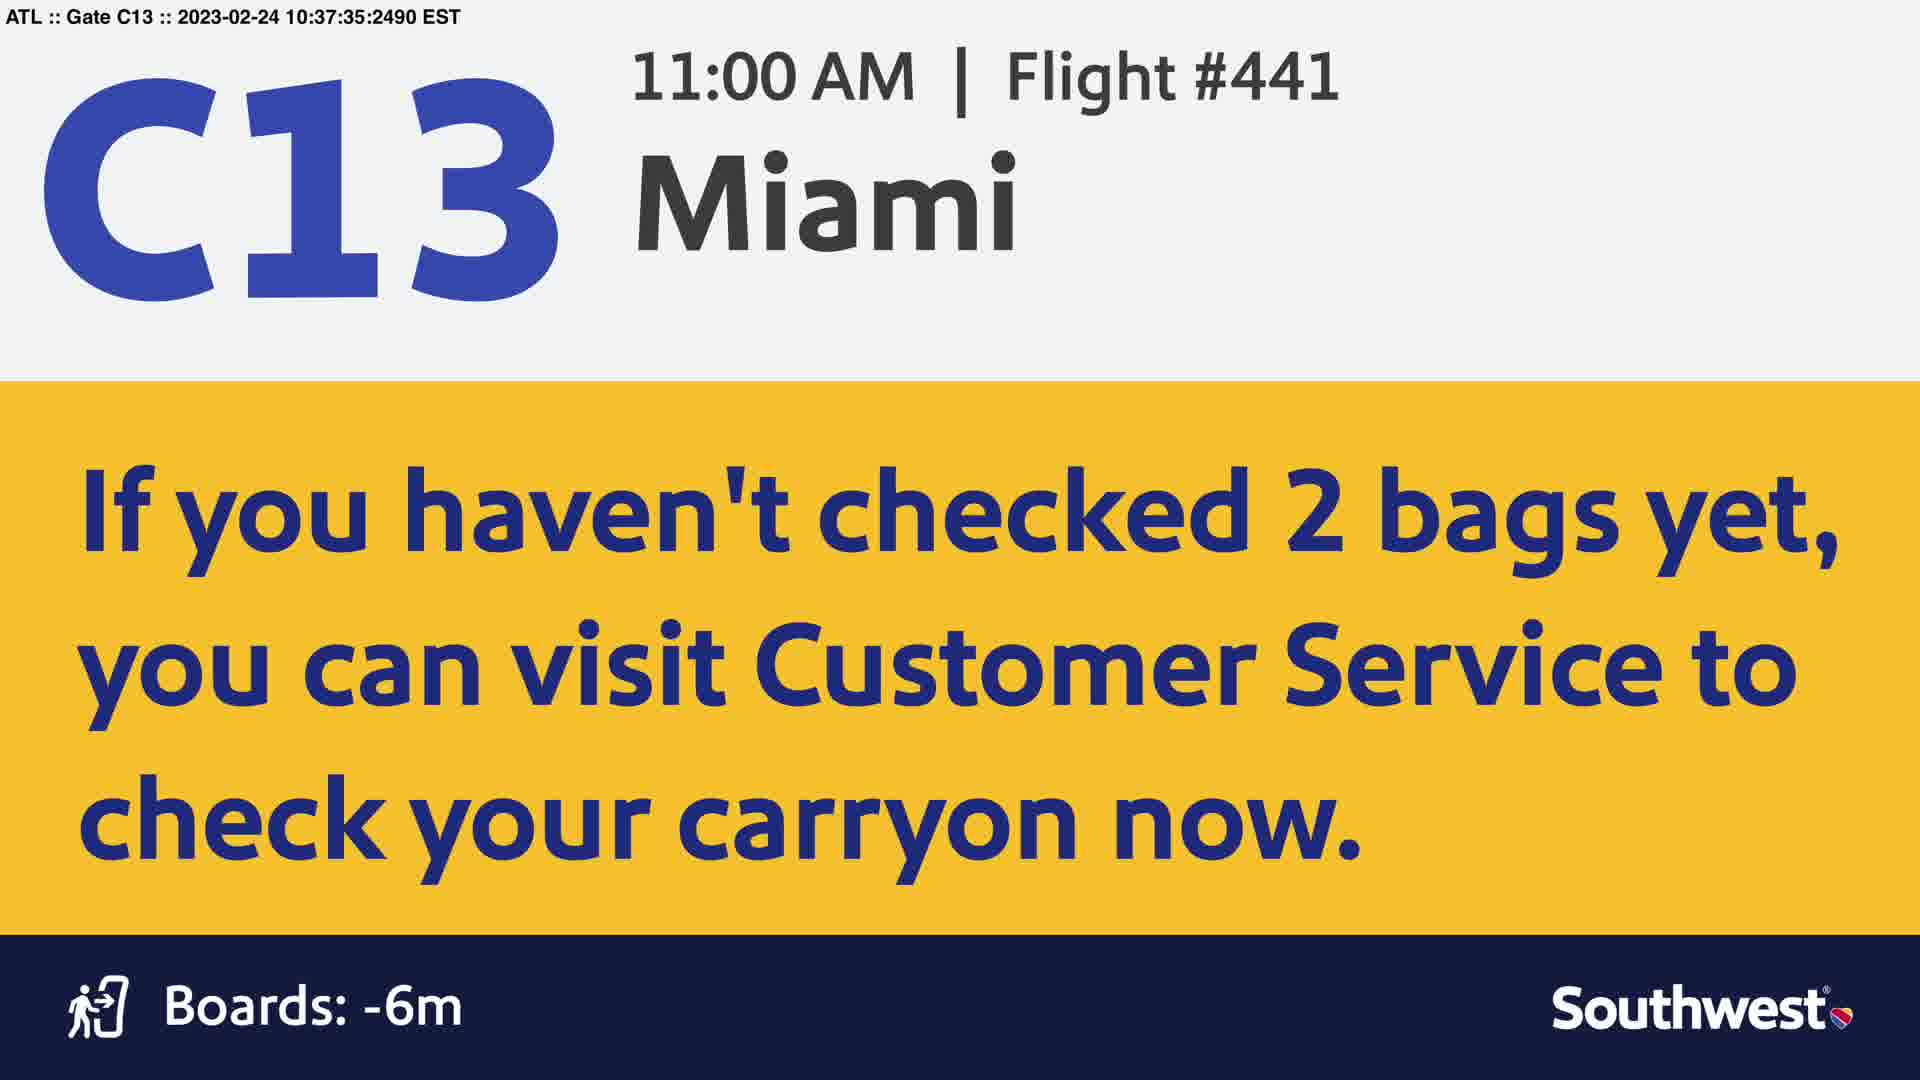 ATL :: Gate C13 :: 2023-02-24 10:37:35:2490 EST
C13
11:00 AM | Flight #441
Miami
If you haven't checked 2 bags yet,
you can visit Customer Service to
check your carryon now.
Boards: -6m
Southwest®